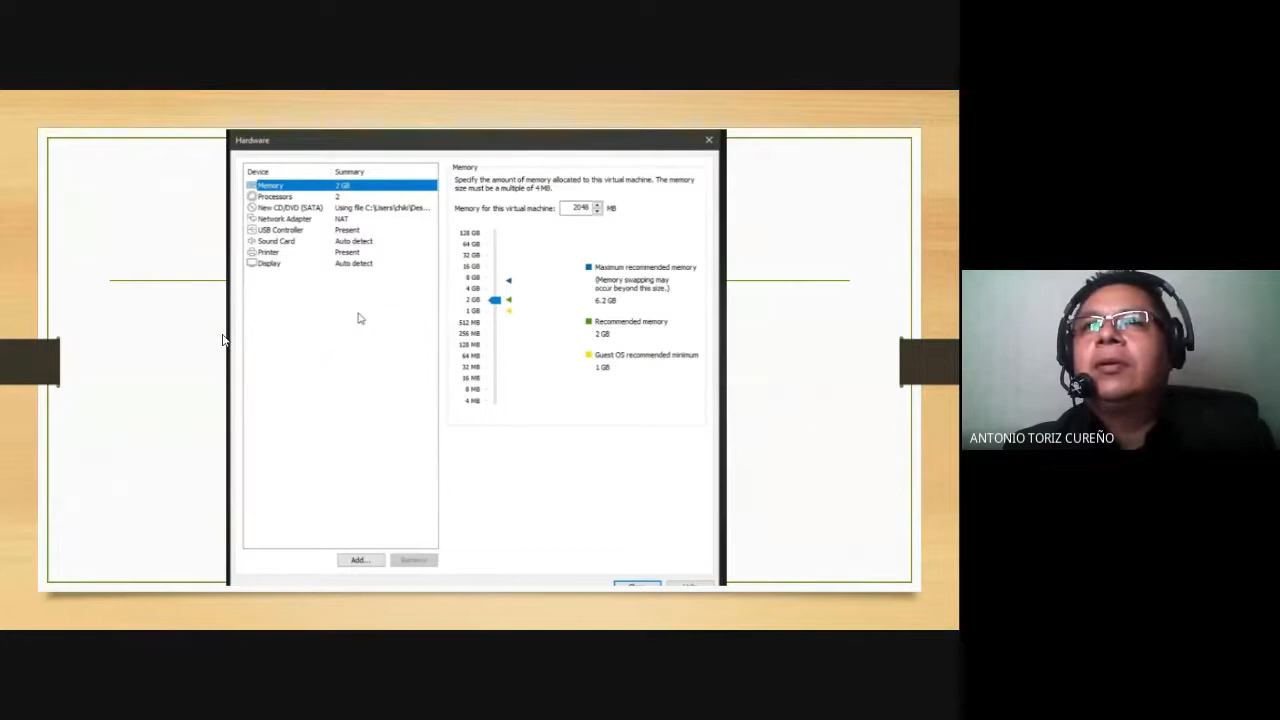 Hardware
Device Summary
Memory 2 GB
Processors 2
New CD/DVD (SATA) Using file C:\Users\chiki\Des...
Network Adapter NAT
USB Controller Present
Sound Card Auto detect
Printer Present
Display Auto detect
Add... Remove
Memory
Specify the amount of memory allocated to this virtual machine. The memory
size must be a multiple of 4 MB.
Memory for this virtual machine: 2048 MB
128 GB
64 GB
32 GB
16 GB
8 GB
4 GB
2 GB
1 GB
512 MB
256 MB
128 MB
64 MB
32 MB
16 MB
8 MB
4 MB
Maximum recommended memory
(Memory swapping may
occur beyond this size.)
6.2 GB
Recommended memory
2 GB
Guest OS recommended minimum
1 GB
ANTONIO TORIZ CUREÑO